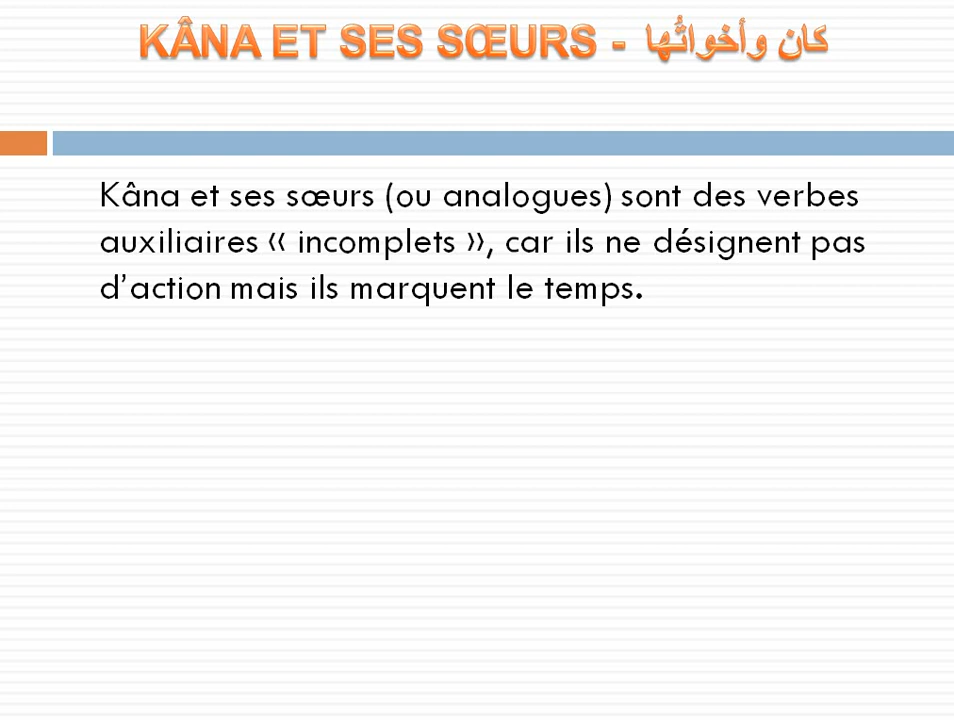 KÂNA ET SES SŒURS - كان وأخواتُها
Kâna et ses sœurs (ou analogues) sont des verbes
auxiliaires « incomplets », car ils ne désignent pas
d’action mais ils marquent le temps.